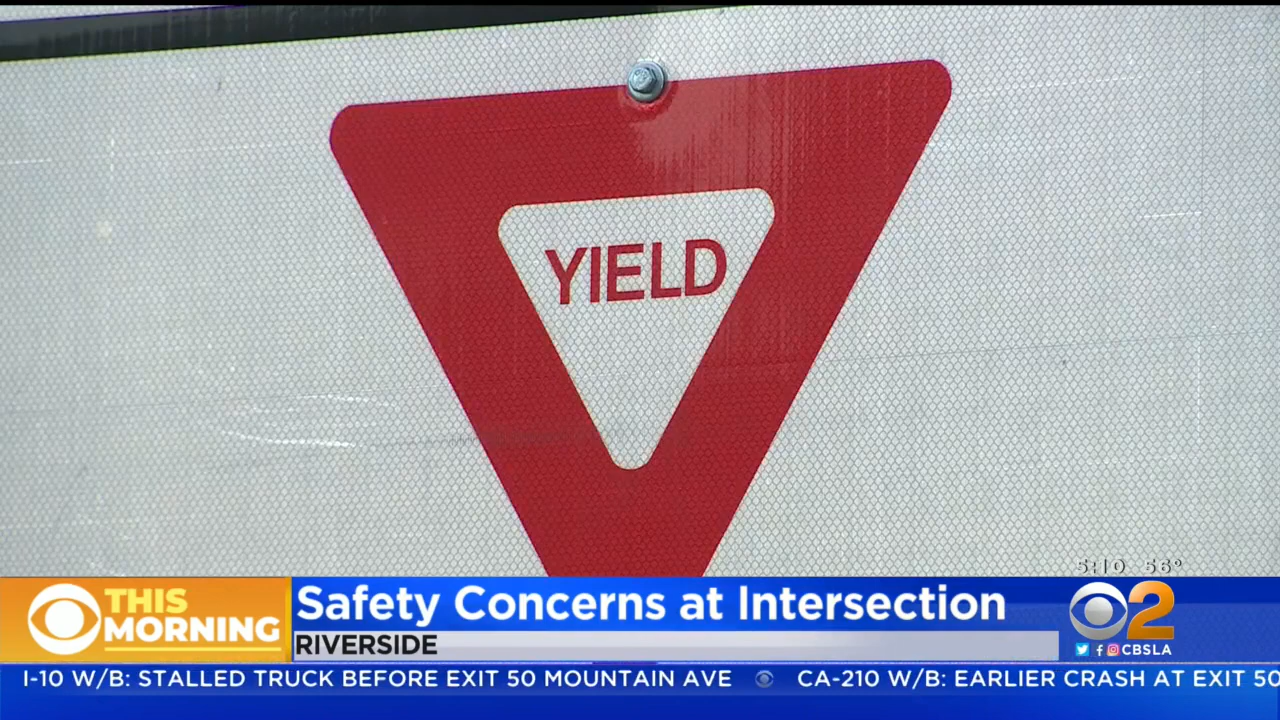 YIELD
5:10 56°
THIS
MORNING
Safety Concerns at Intersection
RIVERSIDE
2
CBSLA
I-10 W/B: STALLED TRUCK BEFORE EXIT 50 MOUNTAIN AVE CA-210 W/B: EARLIER CRASH AT EXIT 50